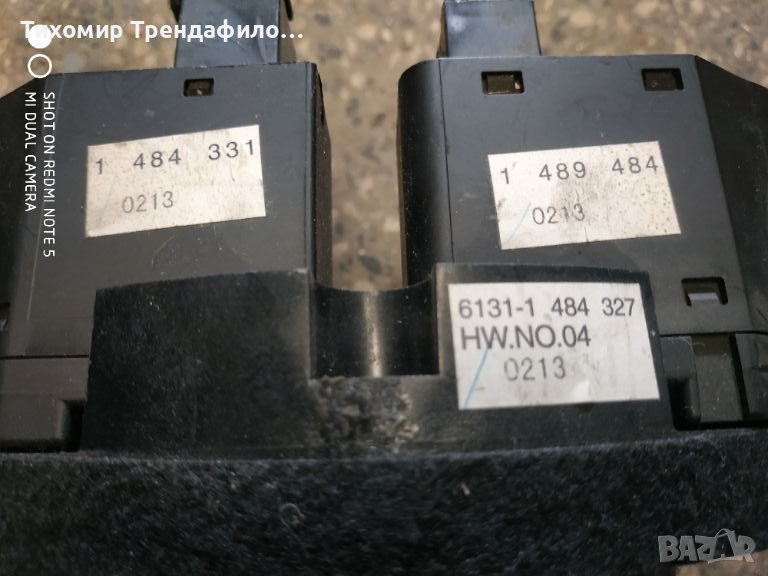 Тихомир Трендафило...
SHOT ON REDMI NOTE 5
MI DUAL CAMERA
1 484 331
0213
1 489 484
0213
6131-1 484 327
HW.NO.04
0213
BAZAR